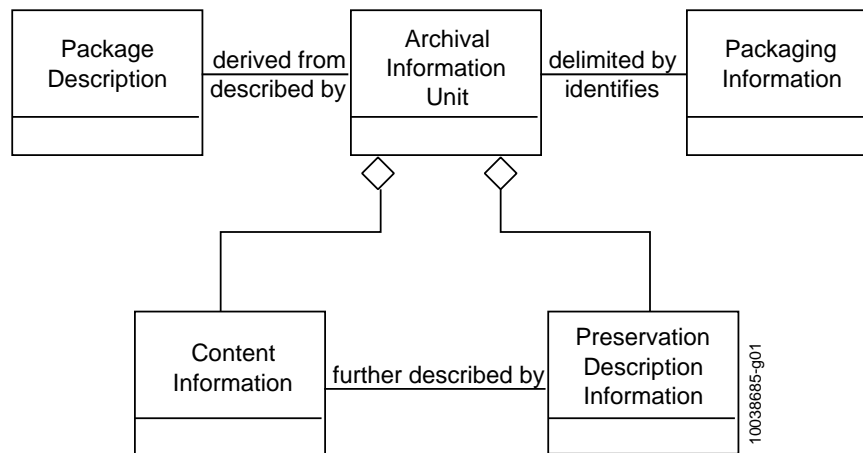 Package
Description
derived from
described by
Archival
Information
Unit
delimited by
identifies
Packaging
Information
Content
Information
further described by
Preservation
Description
Information
10038685-g01